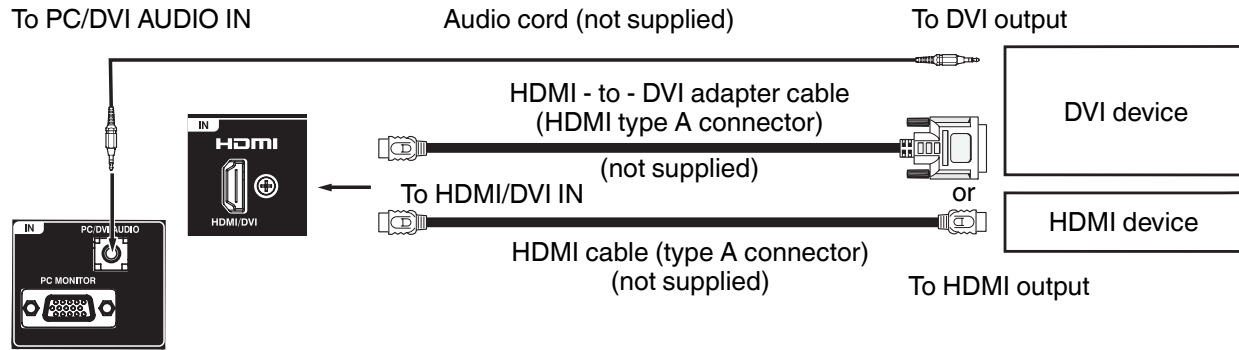 To PC/DVI AUDIO IN
Audio cord (not supplied)
To DVI output
HDMI - to - DVI adapter cable
(HDMI type A connector)
(not supplied)
DVI device
IN
HDMI
HDMI/DVI
To HDMI/DVI IN
or
HDMI device
IN
PC/DVI AUDIO
PC MONITOR
HDMI cable (type A connector)
(not supplied)
To HDMI output